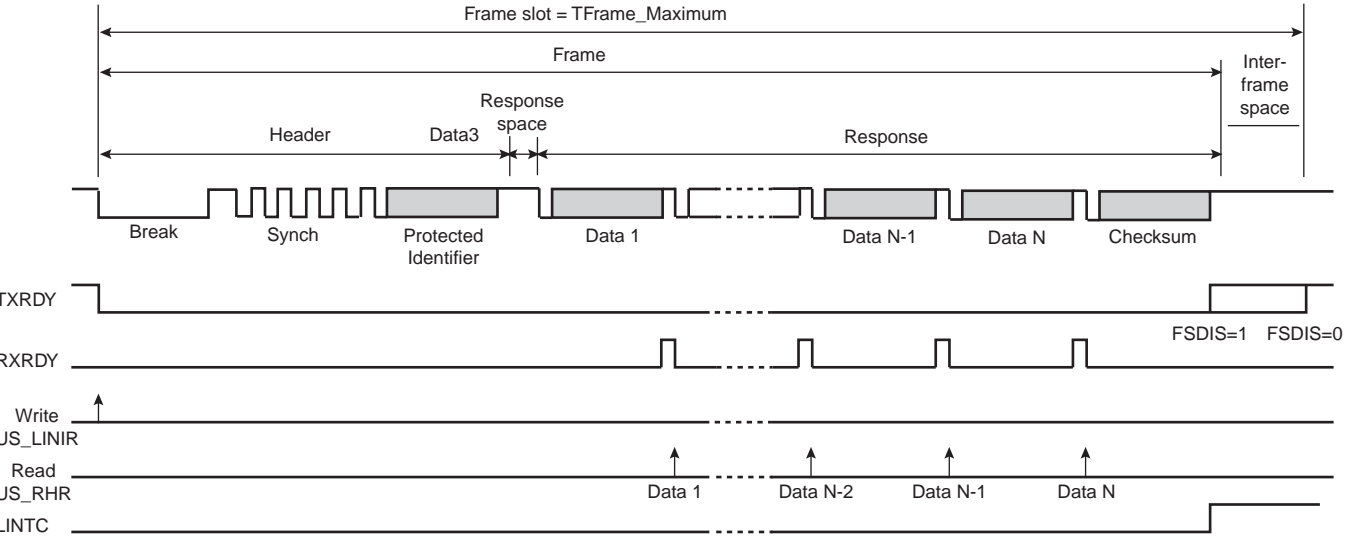 Frame slot = TFrame_Maximum
Frame
Inter-
frame
space
Response
space
Header
Data3
Response
Break
Synch
Protected
Identifier
Data 1
Data N-1
Data N
Checksum
TXRDY
FSDIS=1
FSDIS=0
RXRDY
Write
US_LINIR
Read
US_RHR
Data 1
Data N-2
Data N-1
Data N
LINTC